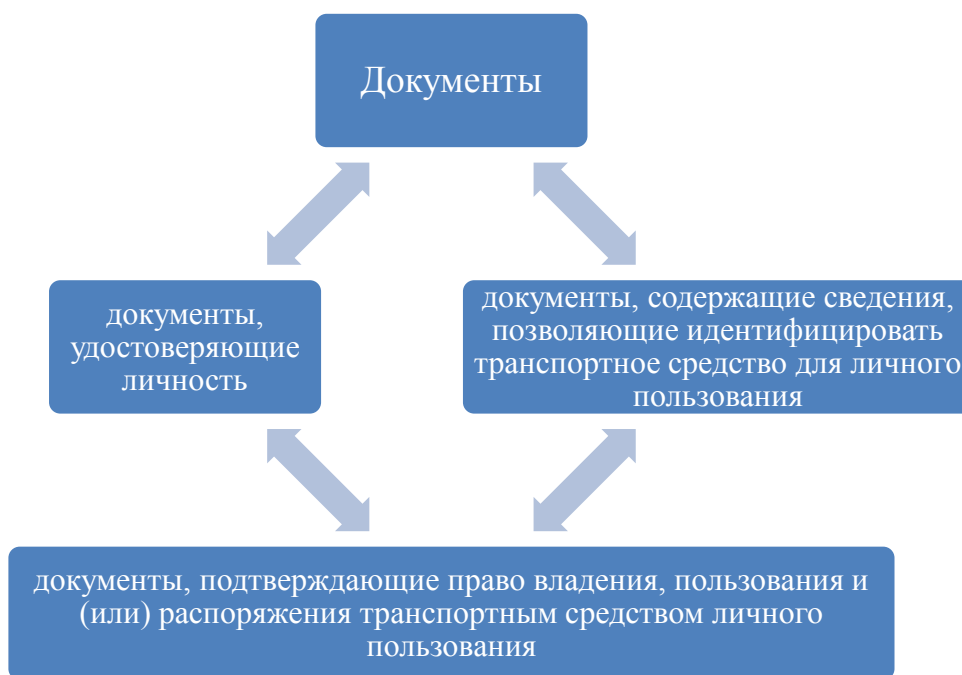 Документы
документы,
удостоверяющие
личность
документы, содержащие сведения,
позволяющие идентифицировать
транспортное средство для личного
пользования
документы, подтверждающие право владения, пользования и
(или) распоряжения транспортным средством личного
пользования